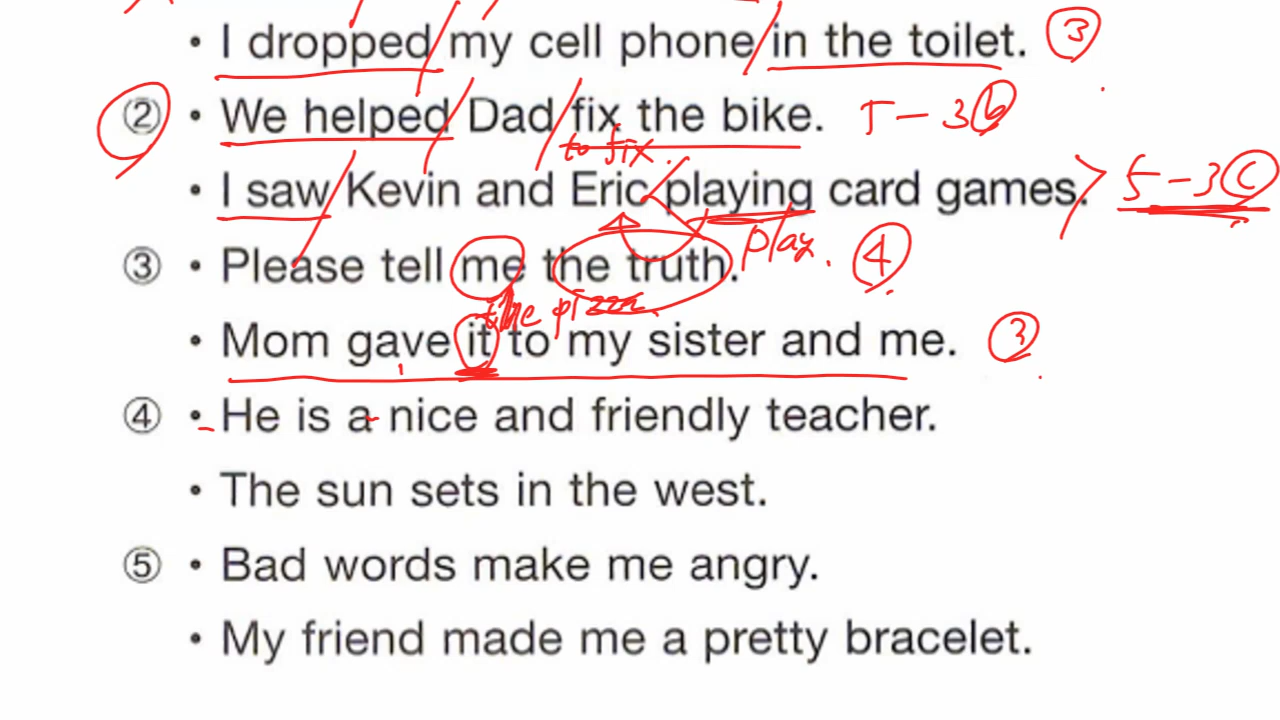 • I dropped my cell phone in the toilet. ③
② • We helped Dad fix the bike. 5-3ⓑ
to fix.
• I saw Kevin and Eric playing card games. 5-3ⓒ
play.
③ • Please tell me the truth. ④
the pizza.
• Mom gave it to my sister and me. ③
④ • He is a nice and friendly teacher.
• The sun sets in the west.
⑤ • Bad words make me angry.
• My friend made me a pretty bracelet.